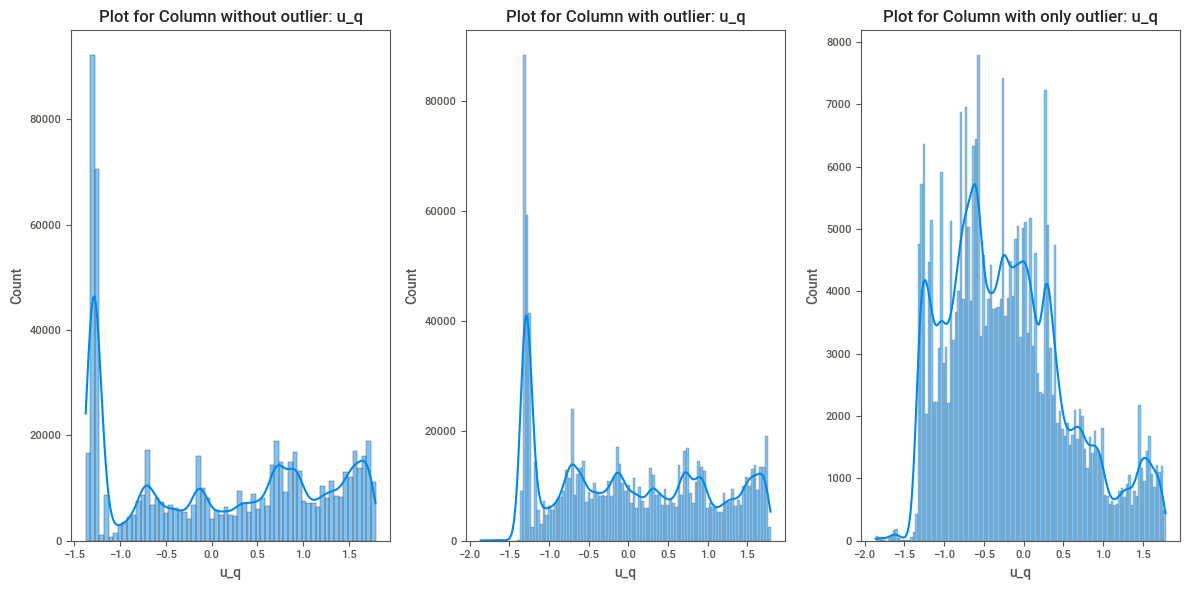 Plot for Column without outlier: u_q
Count
80000
60000
40000
20000
0
−1.5 −1.0 −0.5 0.0 0.5 1.0 1.5
u_q
Plot for Column with outlier: u_q
Count
80000
60000
40000
20000
0
−2.0 −1.5 −1.0 −0.5 0.0 0.5 1.0 1.5
u_q
Plot for Column with only outlier: u_q
Count
8000
7000
6000
5000
4000
3000
2000
1000
0
−2.0 −1.5 −1.0 −0.5 0.0 0.5 1.0 1.5
u_q